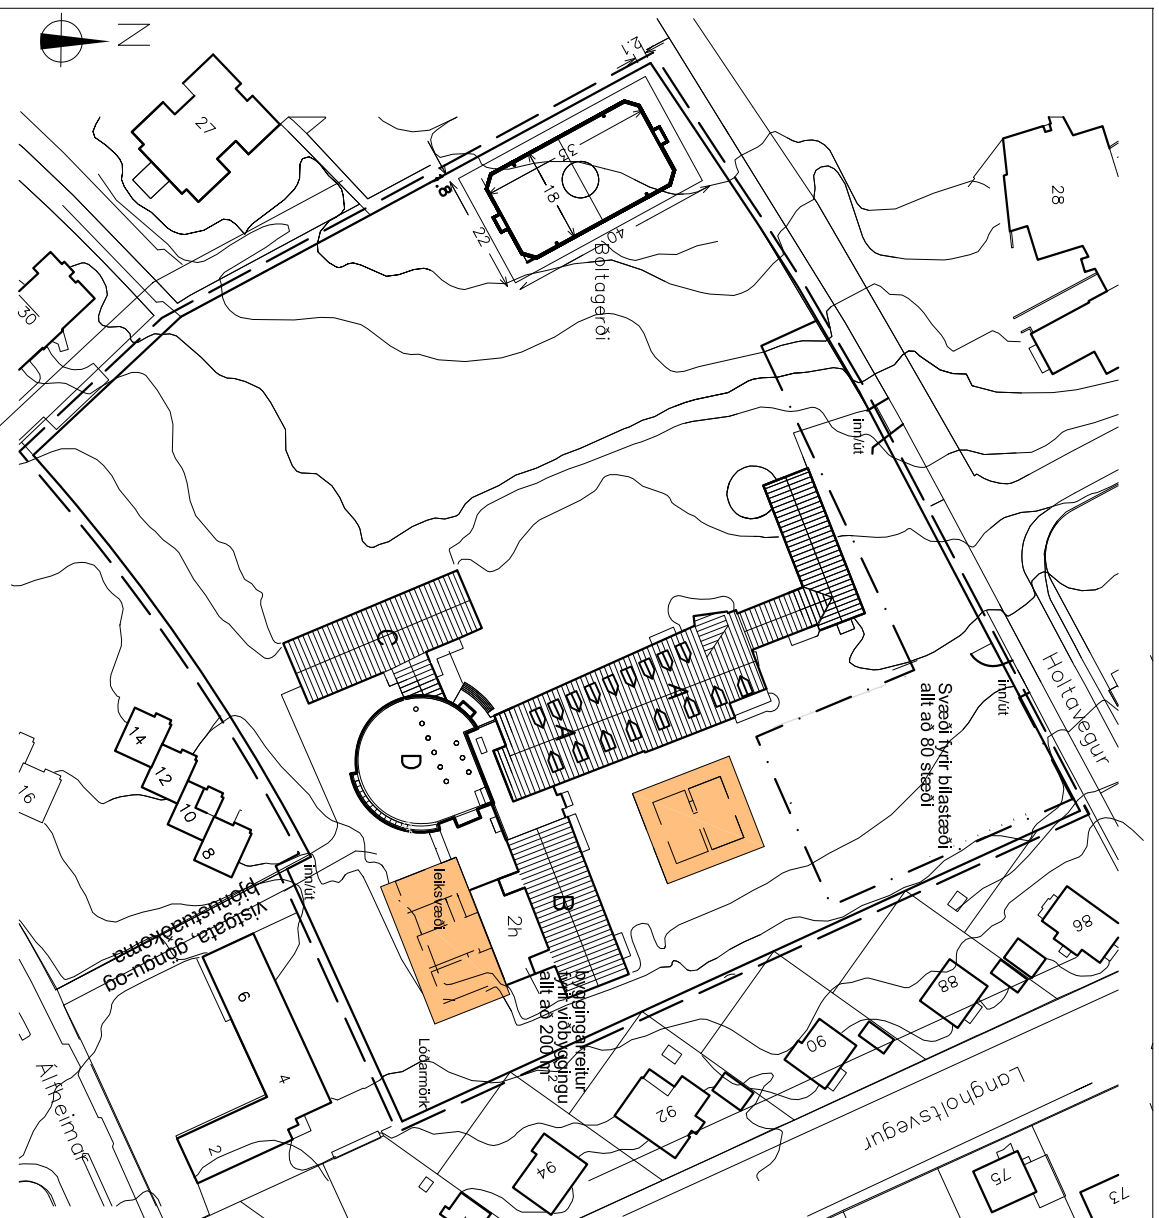 N
27
30
28
2.1
1.8
35
18
22
40
Boltagerði
inn/út
inn/út
Holtavegur
Svæði fyrir bílastæði
allt að 80 stæði
C
A
A
D
B
2h
leiksvæði
byggingarreitur
fyrir viðbyggingu
allt að 200 m2
Lóðarmörk
inn/út
vistgata, göngu-og
þjónustuaðkoma
14
12
10
8
16
6
4
2
Álfheimar
86
88
90
92
94
Langholtsvegur
75
73